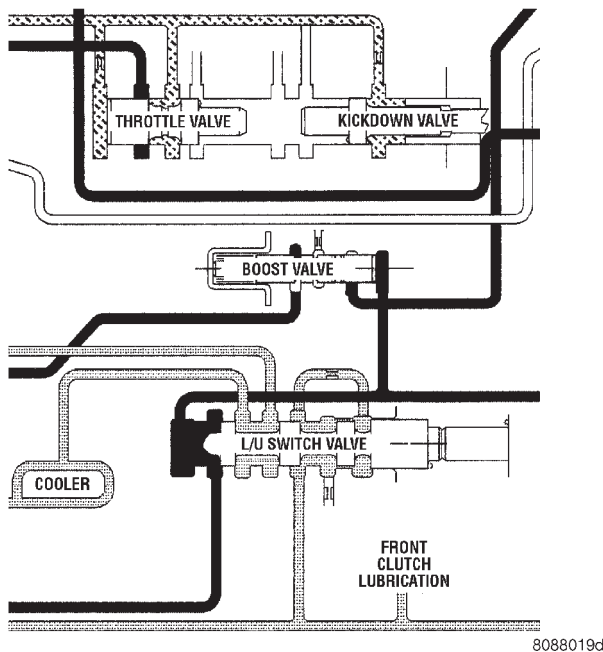 THROTTLE VALVE
KICKDOWN VALVE
BOOST VALVE
L/U SWITCH VALVE
COOLER
FRONT
CLUTCH
LUBRICATION
8088019d